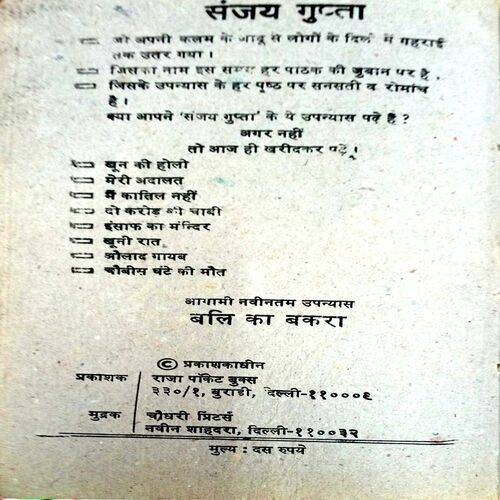 संजय गुप्ता
जो अपनी कलम के जादू से लोगों के दिलों में गहराई
तक उतर गया।
जिसका नाम इस समय हर पाठक की जुबान पर है,
जिसके उपन्यास के हर पृष्ठ पर सनसनी व रोमांच
है।
क्या आपने 'संजय गुप्ता' के ये उपन्यास पढ़े हैं?
अगर नहीं
तो आज ही खरीदकर पढ़ें।
खून की होली
मेरी अदालत
मैं कातिल नहीं
दो करोड़ की चाबी
इंसाफ का मन्दिर
खूनी रात
औलाद गायब
चौबीस घंटे की मौत
आगामी नवीनतम उपन्यास
बलि का बकरा
© प्रकाशकाधीन
प्रकाशक राजा पॉकेट बुक्स
३३०/१, बुराड़ी, देल्ली-११०००६
मुद्रक चौधरी प्रिंटर्स
नवीन शाहदरा, दिल्ली-११००३२
मुल्य : दस रुपये